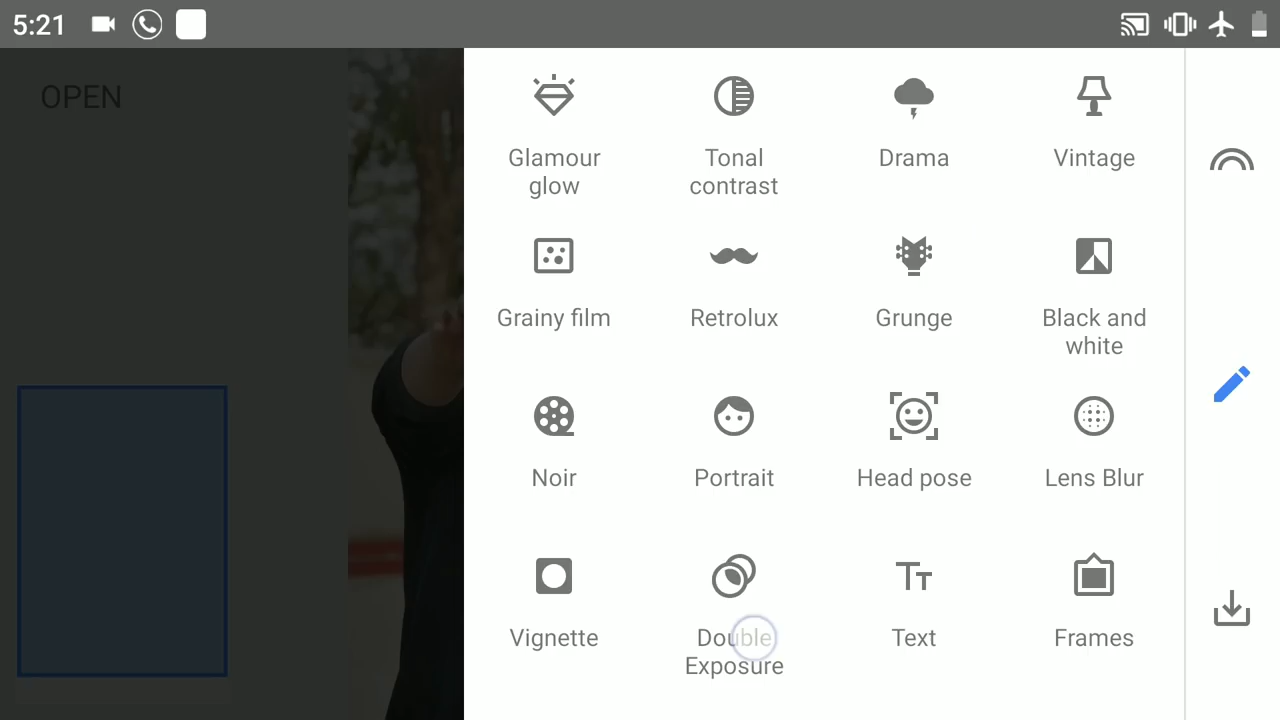 5:21
OPEN
Glamour
glow
Tonal
contrast
Drama
Vintage
Grainy film
Retrolux
Grunge
Black and
white
Noir
Portrait
Head pose
Lens Blur
Vignette
Double
Exposure
Text
Frames